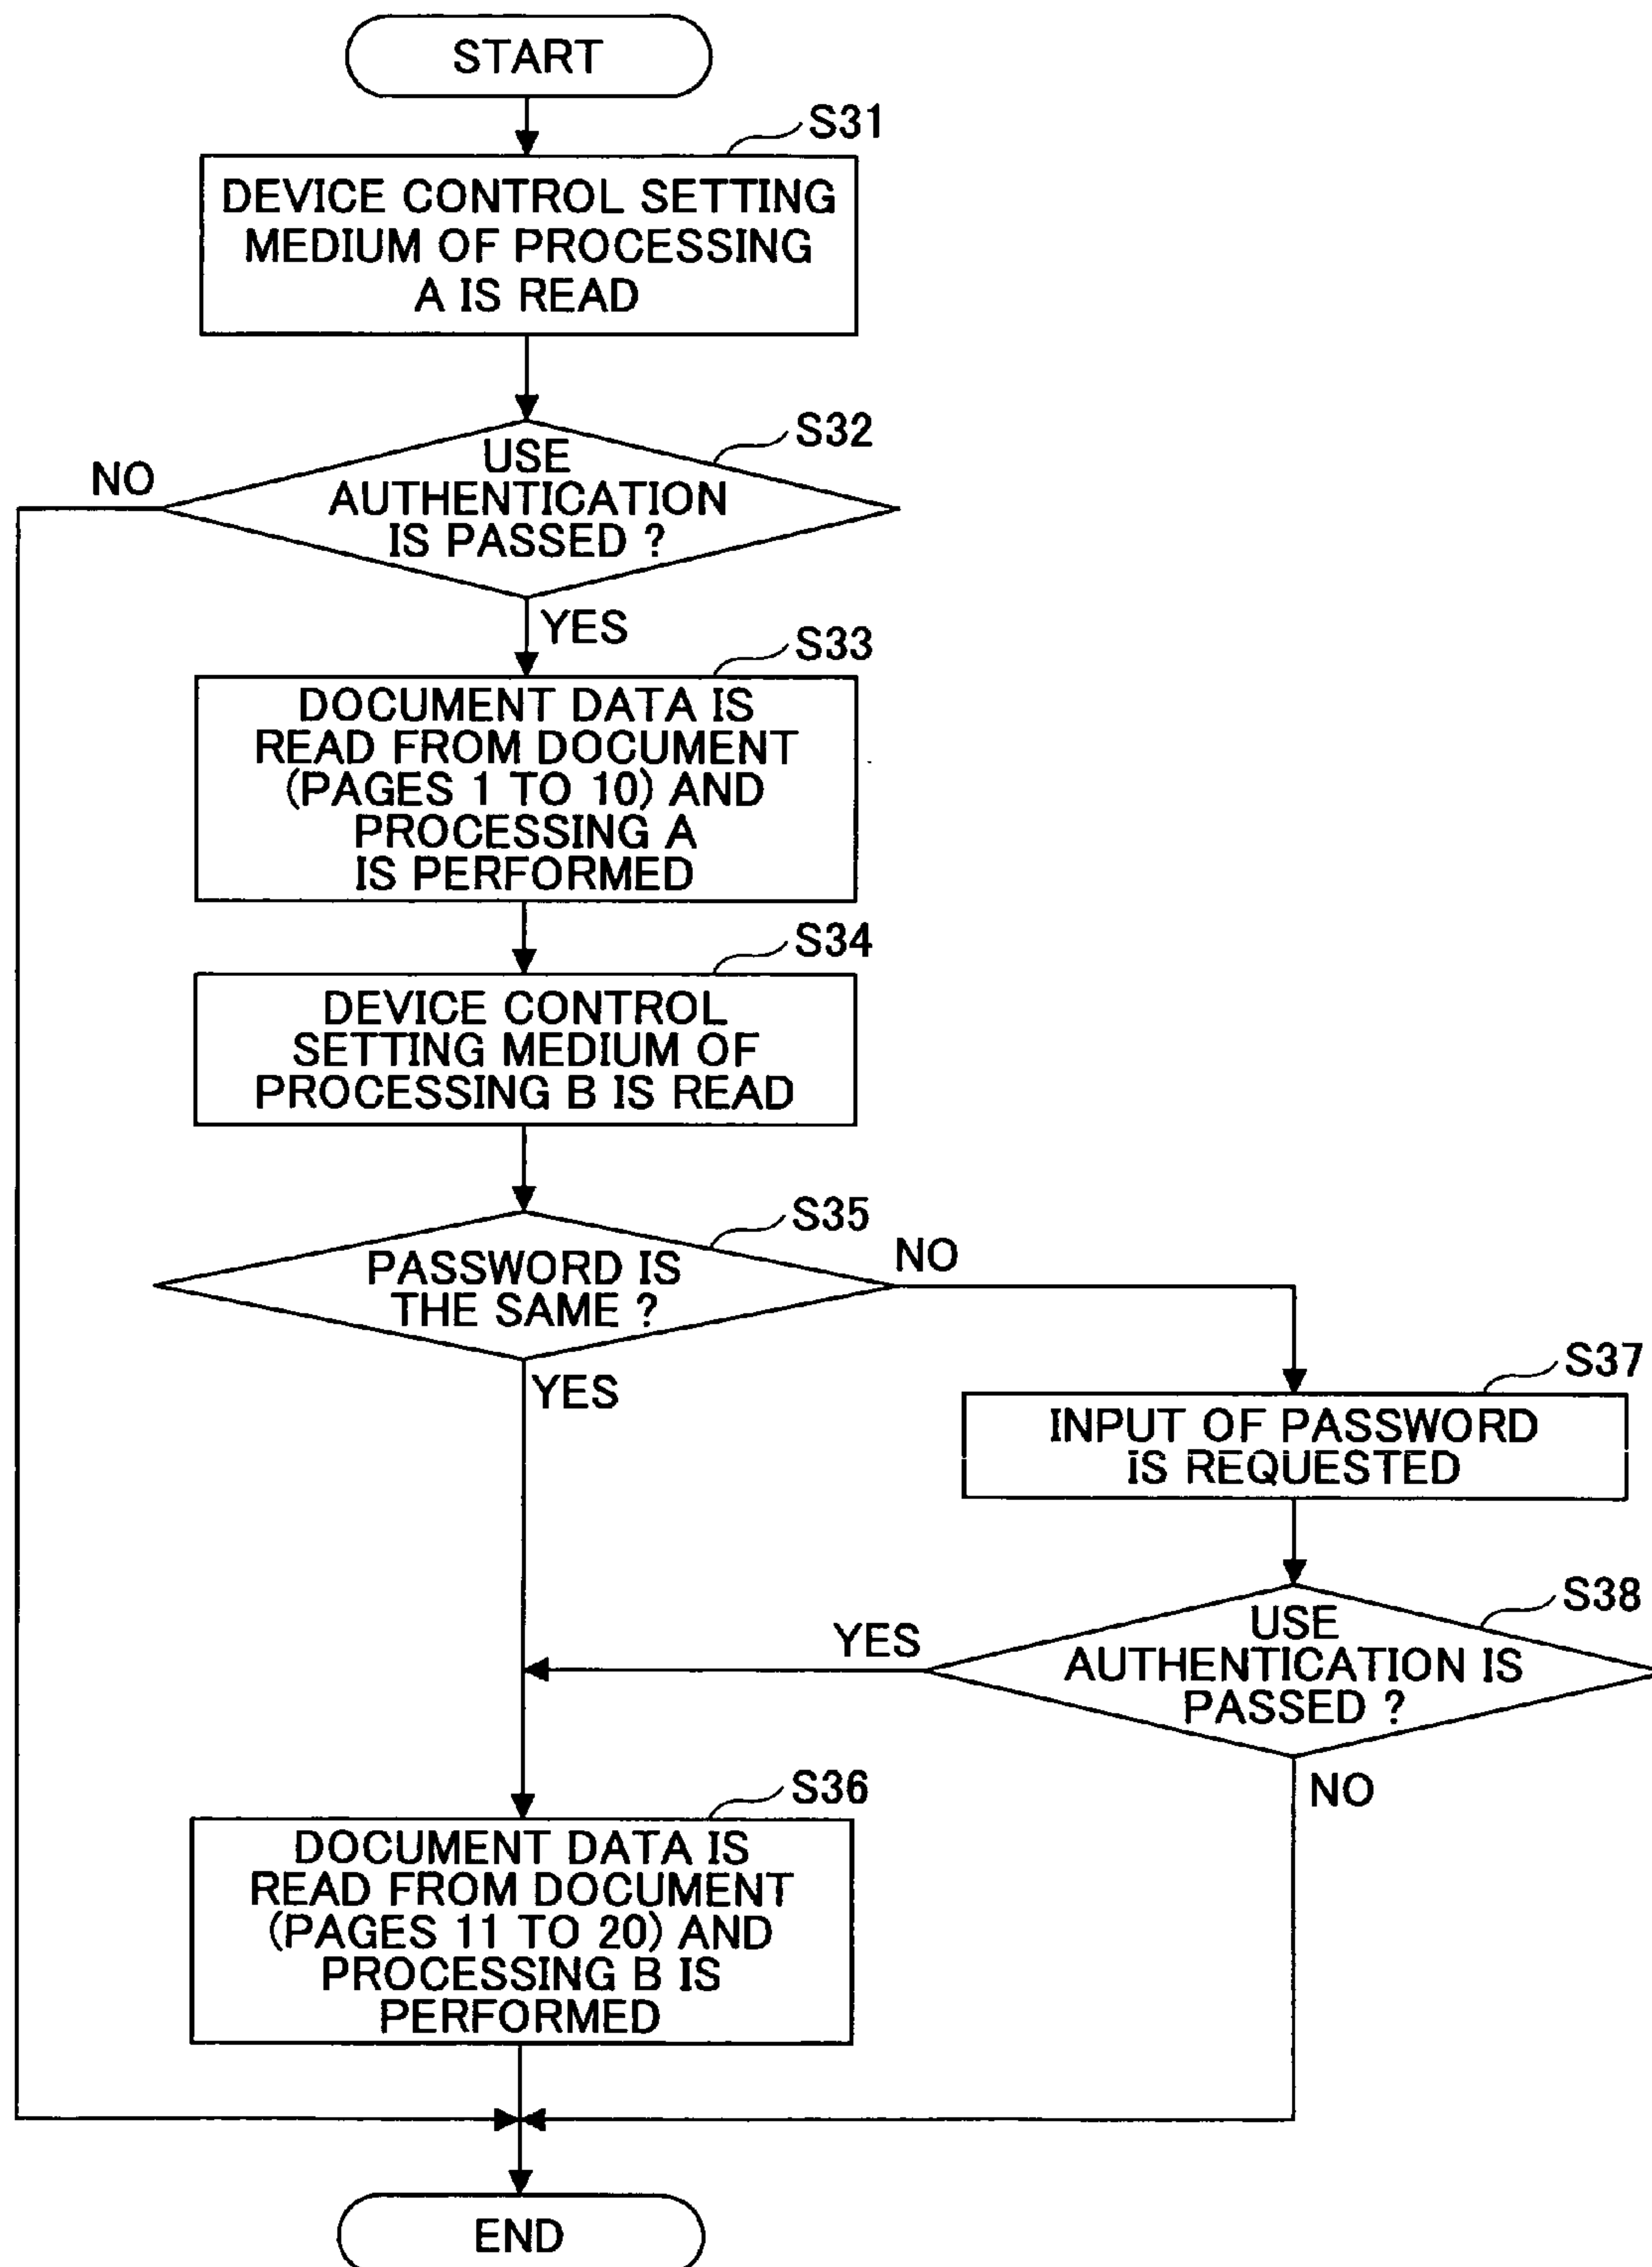 START
S31
DEVICE CONTROL SETTING
MEDIUM OF PROCESSING
A IS READ
S32
USE
AUTHENTICATION
IS PASSED ?
NO
YES
S33
DOCUMENT DATA IS
READ FROM DOCUMENT
(PAGES 1 TO 10) AND
PROCESSING A
IS PERFORMED
S34
DEVICE CONTROL
SETTING MEDIUM OF
PROCESSING B IS READ
S35
PASSWORD IS
THE SAME ?
NO
YES
S37
INPUT OF PASSWORD
iS REQUESTED
S38
USE
AUTHENTICATION IS
PASSED ?
YES
NO
S36
DOCUMENT DATA IS
READ FROM DOCUMENT
(PAGES 11 TO 20) AND
PROCESSING B IS
PERFORMED
END